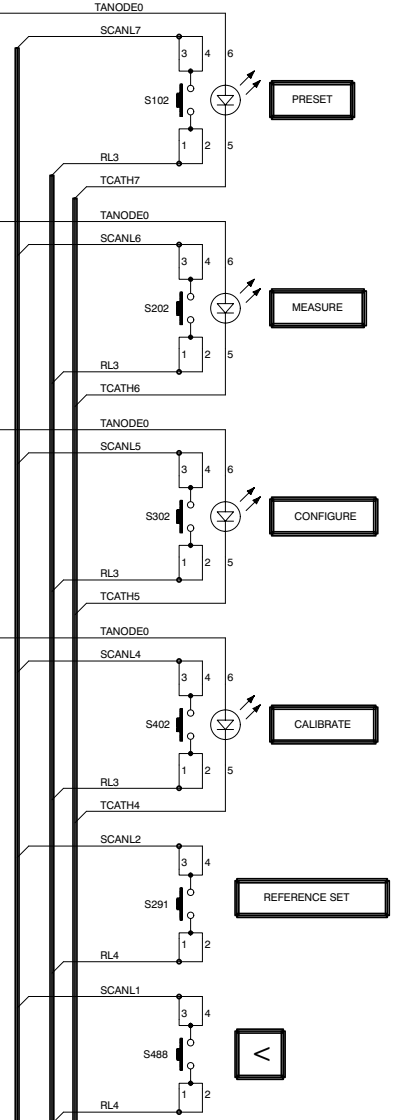 TANODE0
SCANL7
3 4 6
S102
PRESET
1 2 5
RL3
TCATH7
TANODE0
SCANL6
3 4 6
S202
MEASURE
1 2 5
RL3
TCATH6
TANODE0
SCANL5
3 4 6
S302
CONFIGURE
1 2 5
RL3
TCATH5
TANODE0
SCANL4
3 4 6
S402
CALIBRATE
1 2 5
RL3
TCATH4
SCANL2
3 4
S291
REFERENCE SET
1 2
RL4
SCANL1
3 4
S488
<
1 2
RL4